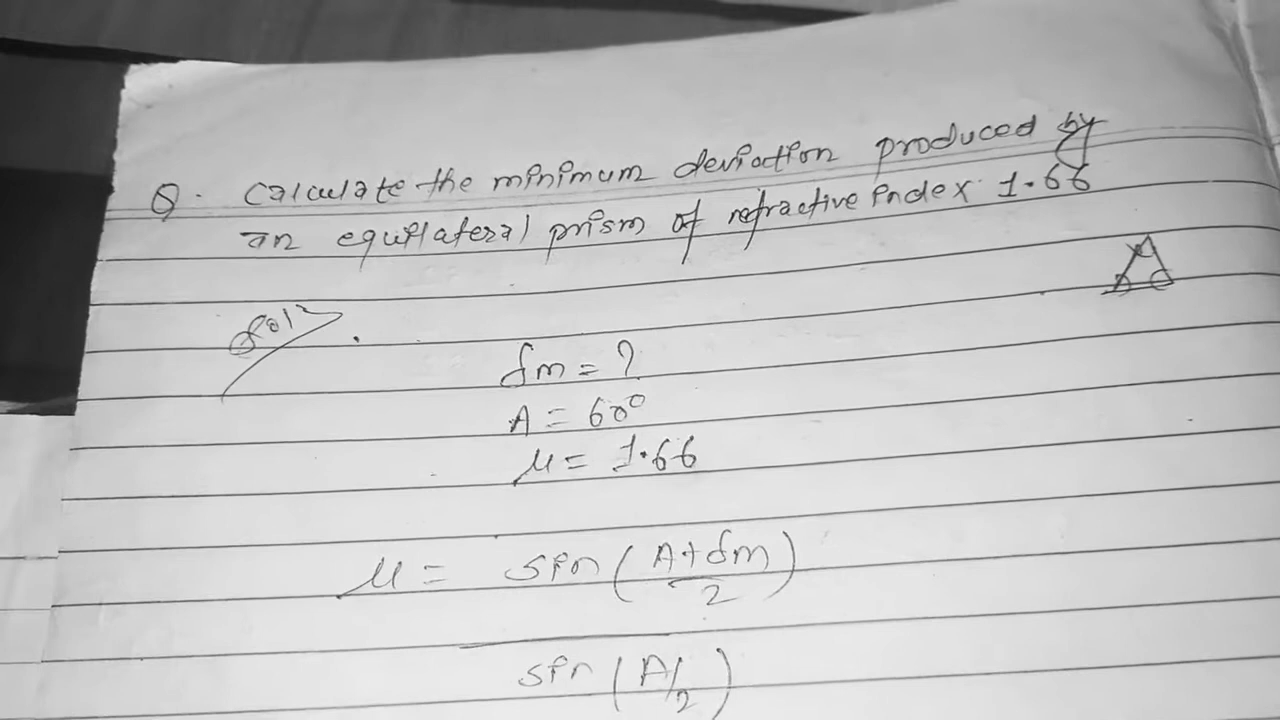 Q. Calculate the minimum deviation produced by
an equilateral prism of refractive index 1.66
Soln.
δm = ?
A = 60°
μ = 1.66
μ = sin(A+δm/2)
sin(A/2)